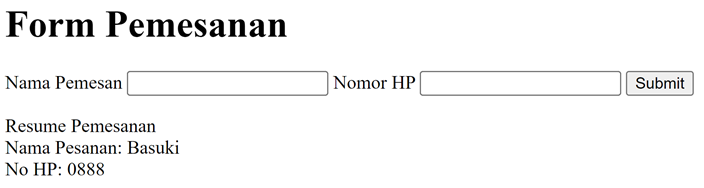 Form Pemesanan
Nama Pemesan Nomor HP Submit
Resume Pemesanan
Nama Pesanan: Basuki
No HP: 0888